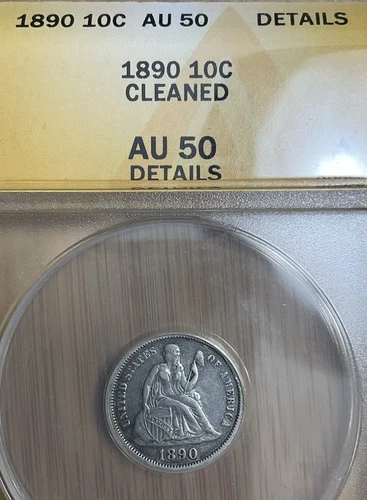 1890 10C AU 50 DETAILS
1890 10C
CLEANED
AU 50
DETAILS
UNITED STATES OF AMERICA
1890